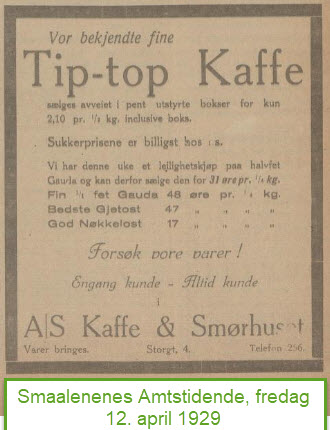 Vor bekjendte fine
Tip-top Kaffe
sælges avveiet i pent utstyrte bokser for kun
2,10 pr. ½ kg. inclusive boks.
Sukkerprisene er billigst hos
Vi har denne uke et leilighetskjøp paa halvfet
Gauda og kan derfor sælge den for 31 øre pr. ½ kg.
Fin 1/1 fet Gauda 48 øre pr. ½ kg.
Bedste Gjetost 47 „ „ „
God Nøkkelost 17 „ „ „
Forsøk vore varer!
Engang kunde - Altid kunde
i
A|S Kaffe & Smørhuset
Varer bringes. Storgt. 4. Telefon 256.
Smaalenenes Amtstidende, fredag
12. april 1929